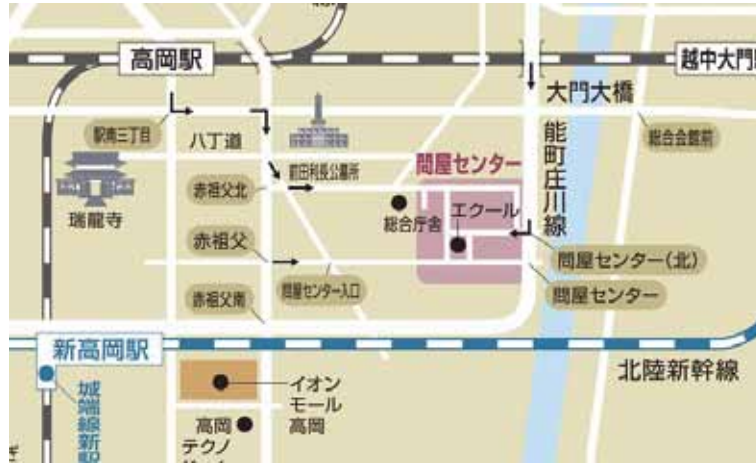 高岡駅
越中大門
大門大橋
駅南三丁目
八丁道
総合会館前
能町庄川線
前田利長公墓所
問屋センター
瑞龍寺
赤祖父北
総合庁舎
エクール
赤祖父
問屋センター(北)
問屋センター入口
赤祖父南
問屋センター
新高岡駅
北陸新幹線
城端線新駅
イオン
モール
高岡
高岡
テクノ